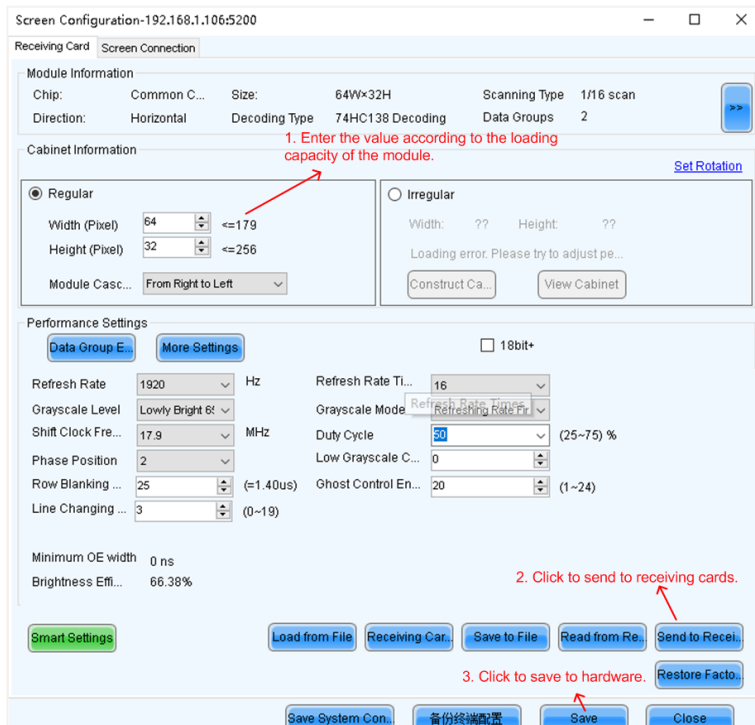 Screen Configuration-192.168.1.106:5200
Receiving Card Screen Connection
Module Information
Chip: Common C... Size: 64W×32H Scanning Type 1/16 scan
Direction: Horizontal Decoding Type 74HC138 Decoding Data Groups 2
>>
1. Enter the value according to the loading
capacity of the module.
Cabinet Information
Set Rotation
Regular
Width (Pixel) 64 <=179
Height (Pixel) 32 <=256
Module Casc... From Right to Left
Irregular
Width: ?? Height: ??
Loading error. Please try to adjust pe...
Construct Ca... View Cabinet
Performance Settings
Data Group E... More Settings 18bit+
Refresh Rate 1920 Hz Refresh Rate Ti... 16
Refresh Rate Times
Grayscale Level Lowly Bright 65 Grayscale Mode Refreshing Rate Fir
Shift Clock Fre... 17.9 MHz Duty Cycle 50 (25~75) %
Phase Position 2 Low Grayscale C... 0
Row Blanking ... 25 (=1.40us) Ghost Control En... 20 (1~24)
Line Changing ... 3 (0~19)
Minimum OE width 0 ns
Brightness Effi... 66.38%
2. Click to send to receiving cards.
Smart Settings Load from File Receiving Car... Save to File Read from Re... Send to Recei...
3. Click to save to hardware. Restore Facto...
Save System Con... 备份终端配置 Save Close